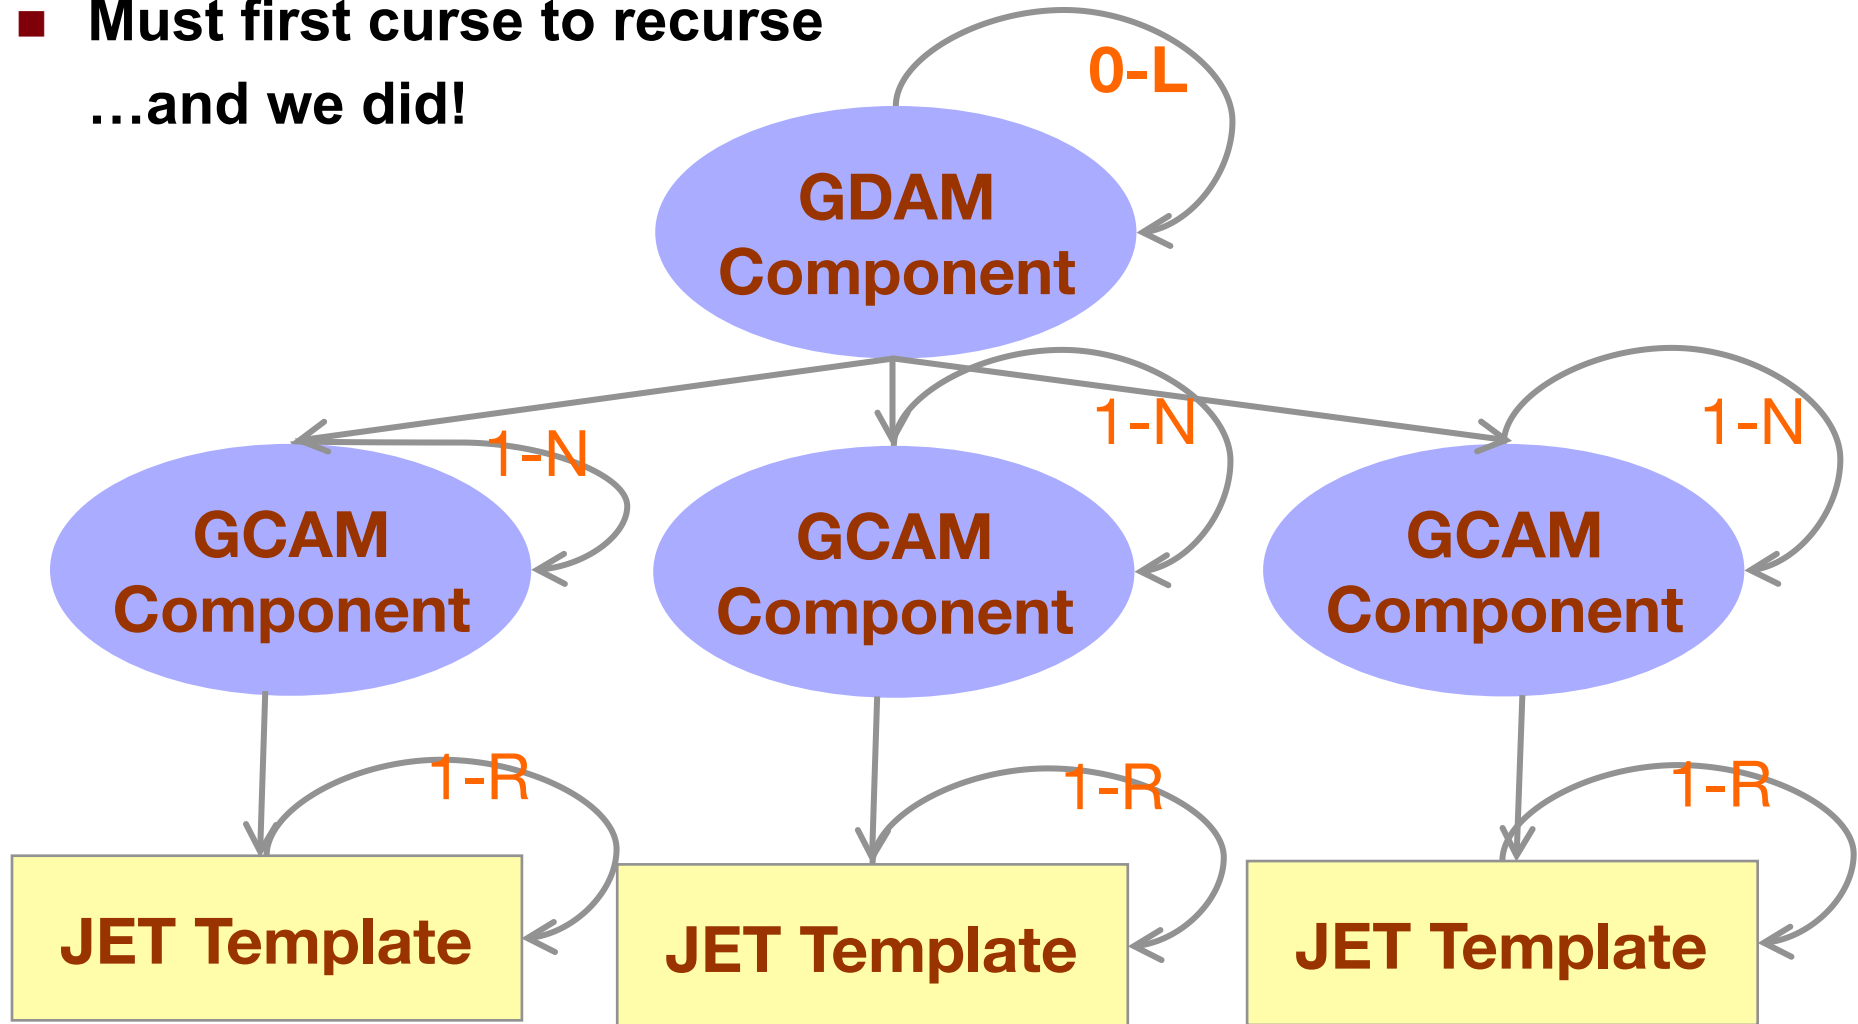 Must first curse to recurse
…and we did!
0-L
GDAM
Component
1-N
1-N
1-N
GCAM
Component
GCAM
Component
GCAM
Component
1-R
1-R
1-R
JET Template
JET Template
JET Template